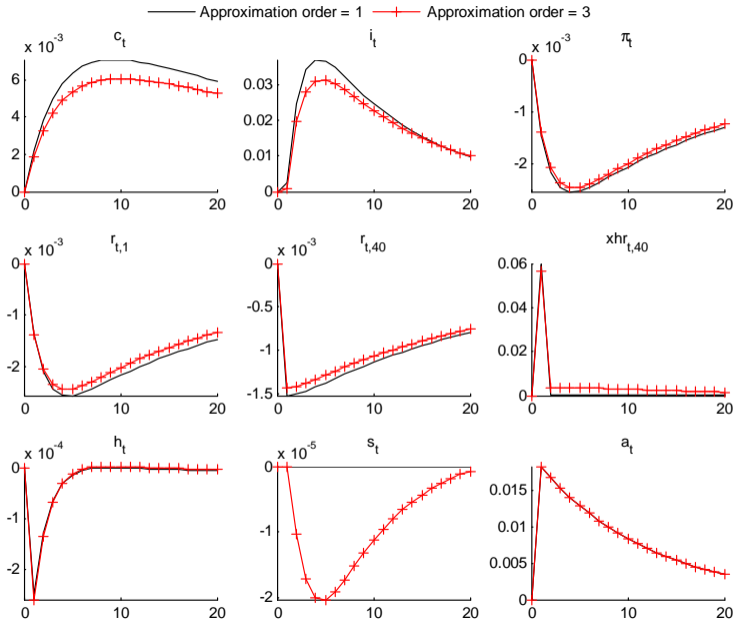 Approximation order = 1 Approximation order = 3
c_t i_t π_t
x 10^-3 x 10^-3
6 4 2 0
0.03 0.02 0.01 0
0 -1 -2
0 10 20 0 10 20 0 10 20
r_t,1 r_t,40 xhr_t,40
x 10^-3 x 10^-3
0 -1 -2
0 -0.5 -1 -1.5
0.06 0.04 0.02 0
0 10 20 0 10 20 0 10 20
h_t s_t a_t
x 10^-4 x 10^-5
0 -1 -2
0 -1 -2
0.015 0.01 0.005 0
0 10 20 0 10 20 0 10 20